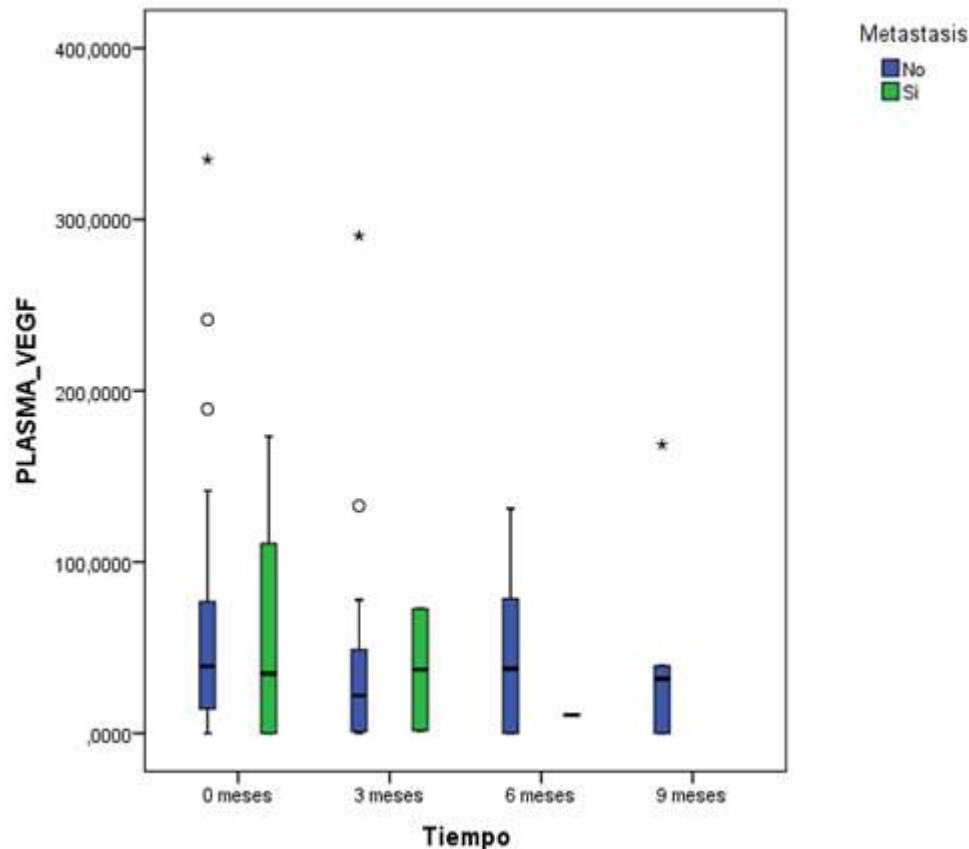 Metastasis
No
Si
400,0000
300,0000
200,0000
100,0000
,0000
PLASMA_VEGF
0 meses
3 meses
6 meses
9 meses
Tiempo